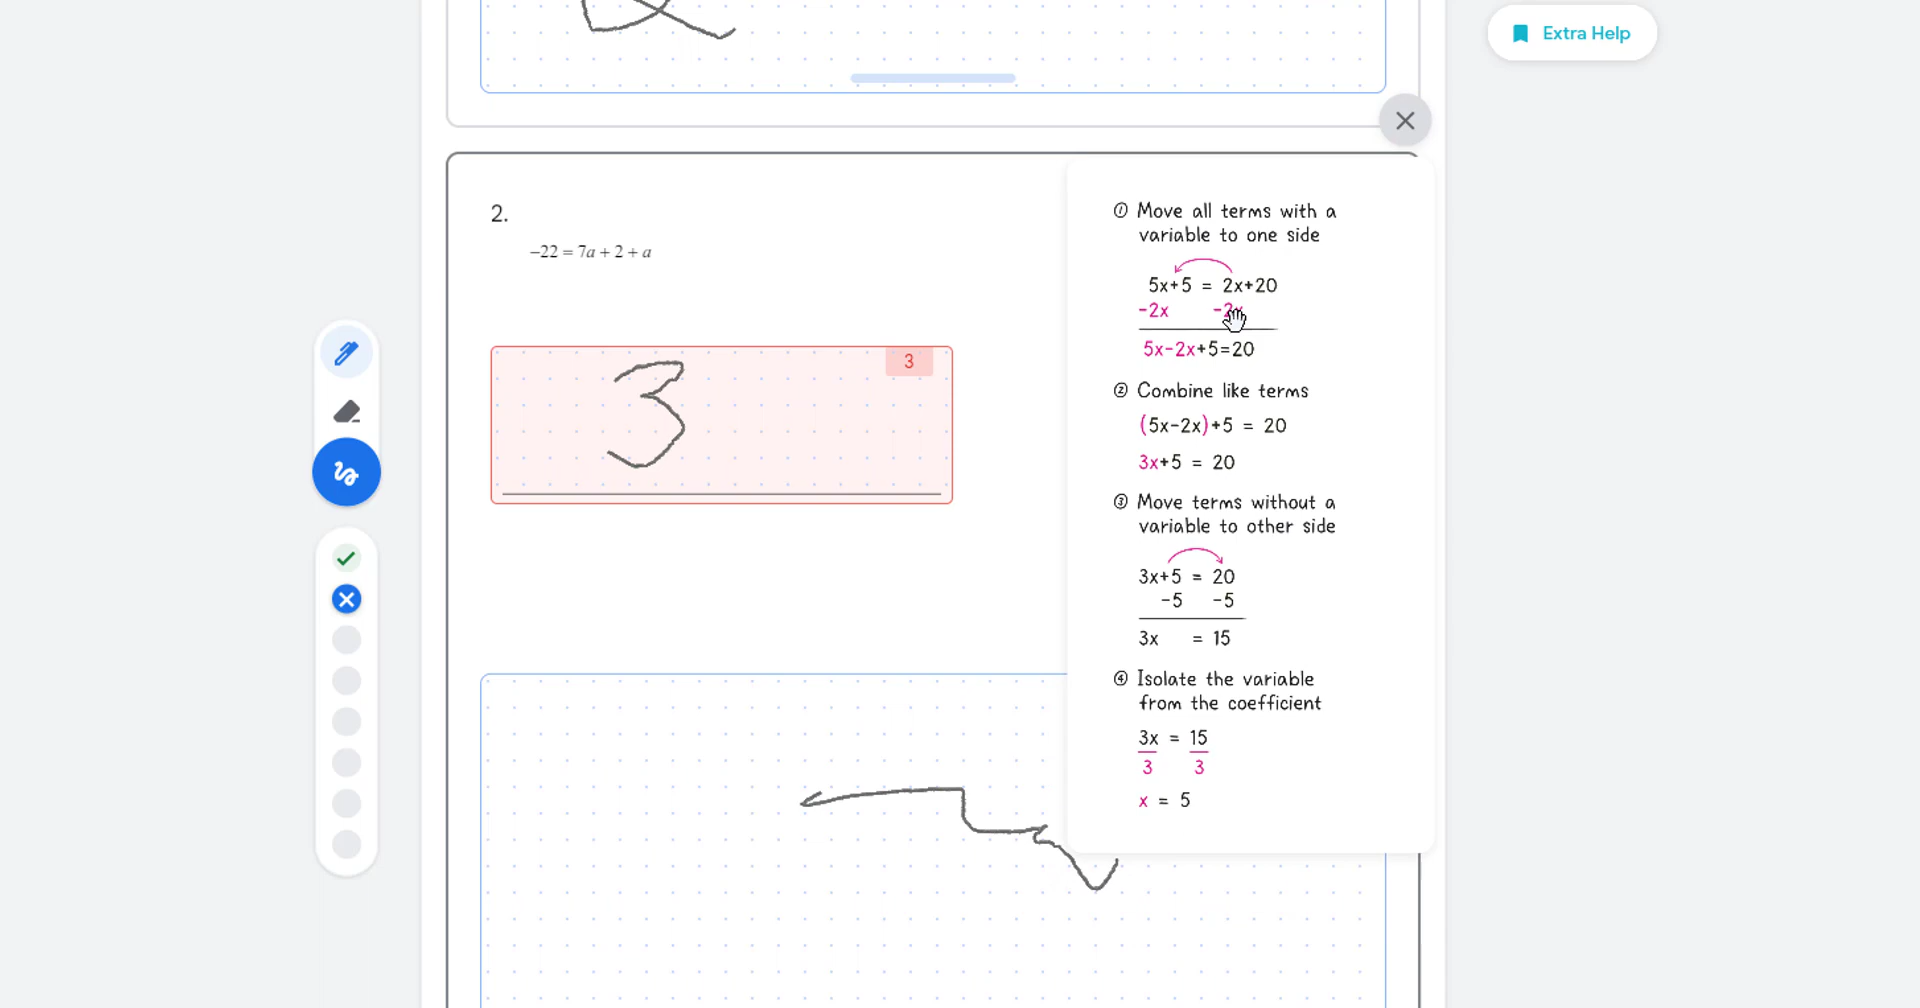 Extra Help
2.
−22 = 7a + 2 + a
3
3
① Move all terms with a
variable to one side
5x+5 = 2x+20
-2x -2x
5x-2x+5=20
② Combine like terms
(5x-2x)+5 = 20
3x+5 = 20
③ Move terms without a
variable to other side
3x+5 = 20
-5 -5
3x = 15
④ Isolate the variable
from the coefficient
3x = 15
3 3
x = 5